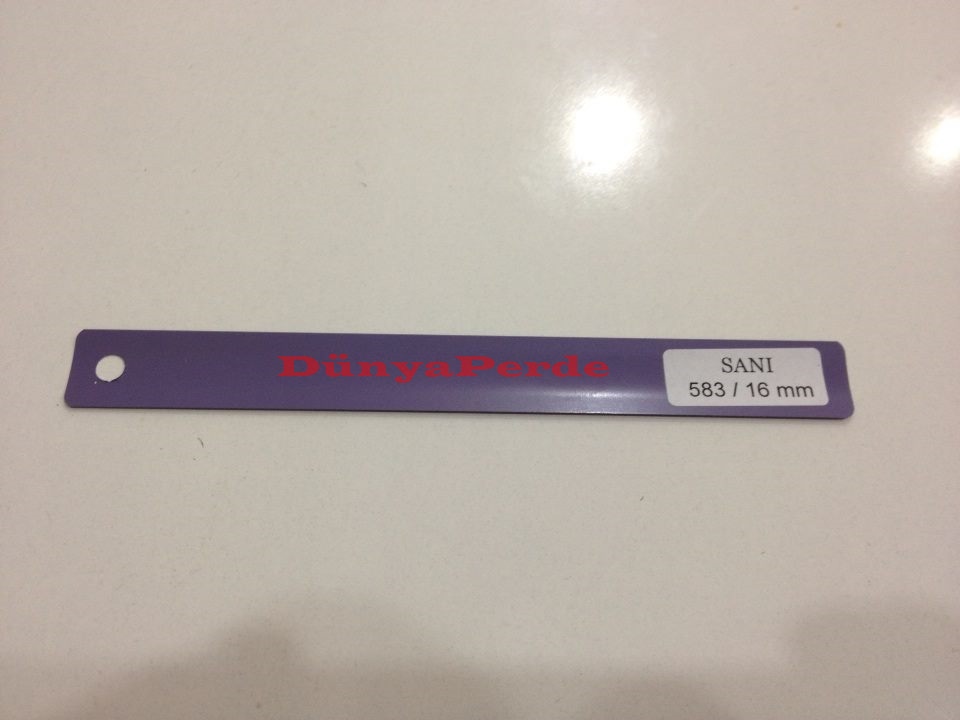 DünyaPerde
SANI
583 / 16 mm